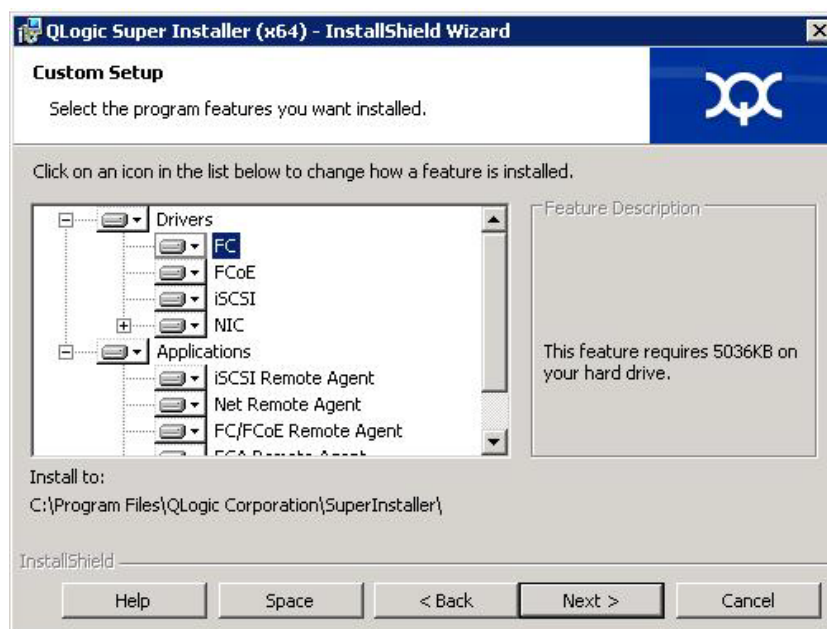 QLogic Super Installer (x64) - InstallShield Wizard
Custom Setup
Select the program features you want installed.
Click on an icon in the list below to change how a feature is installed.
Drivers
FC
FCoE
iSCSI
NIC
Applications
iSCSI Remote Agent
Net Remote Agent
FC/FCoE Remote Agent
Feature Description
This feature requires 5036KB on
your hard drive.
Install to:
C:\Program Files\QLogic Corporation\SuperInstaller\
InstallShield
Help
Space
< Back
Next >
Cancel